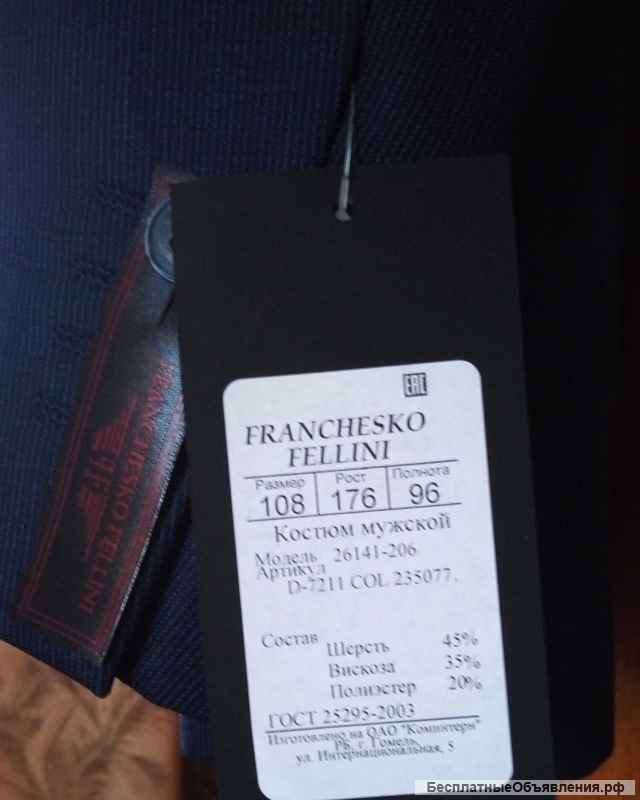 EAC
FRANCHESKO
FELLINI
Размер Рост Полнота
108 176 96
Костюм мужской
Модель 26141-206
Артикул
D-7211 COL 235077.
Состав
Шерсть 45%
Вискоза 35%
Полиэстер 20%
ГОСТ 25295-2003
Изготовлено на ОАО "Коминтерн"
РБ, г. Гомель,
ул. Интернациональная, 5
FRANCHESKO FELLINI
БесплатныеОбъявления.рф